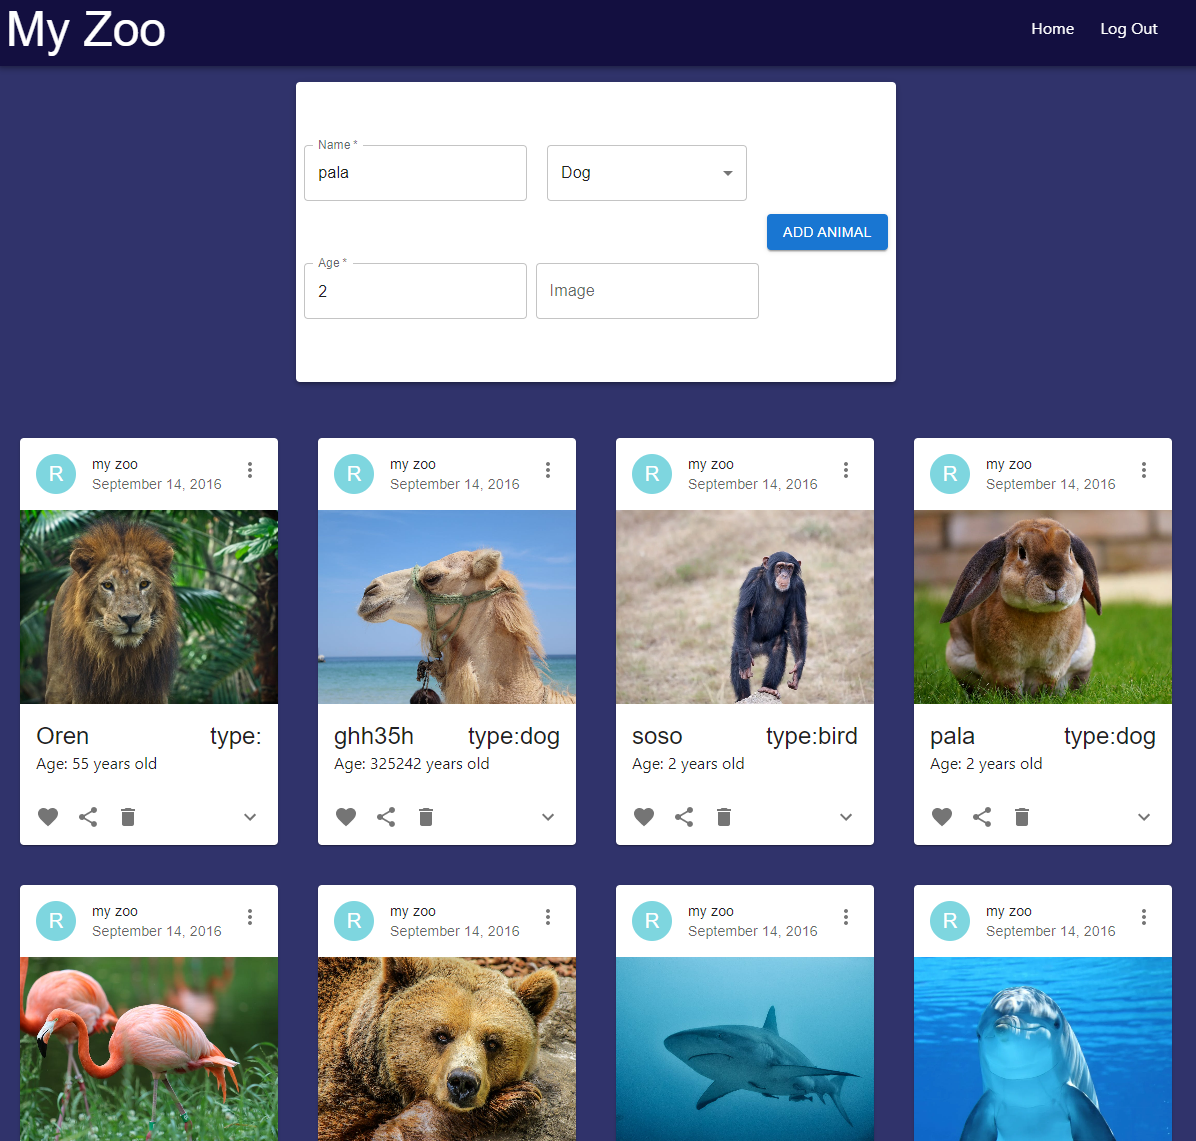 My Zoo
Home
Log Out
Name *
pala
Dog
ADD ANIMAL
Age *
2
Image
R
my zoo
September 14, 2016
R
my zoo
September 14, 2016
R
my zoo
September 14, 2016
R
my zoo
September 14, 2016
Oren type:
Age: 55 years old
ghh35h type:dog
Age: 325242 years old
soso type:bird
Age: 2 years old
pala type:dog
Age: 2 years old
R
my zoo
September 14, 2016
R
my zoo
September 14, 2016
R
my zoo
September 14, 2016
R
my zoo
September 14, 2016